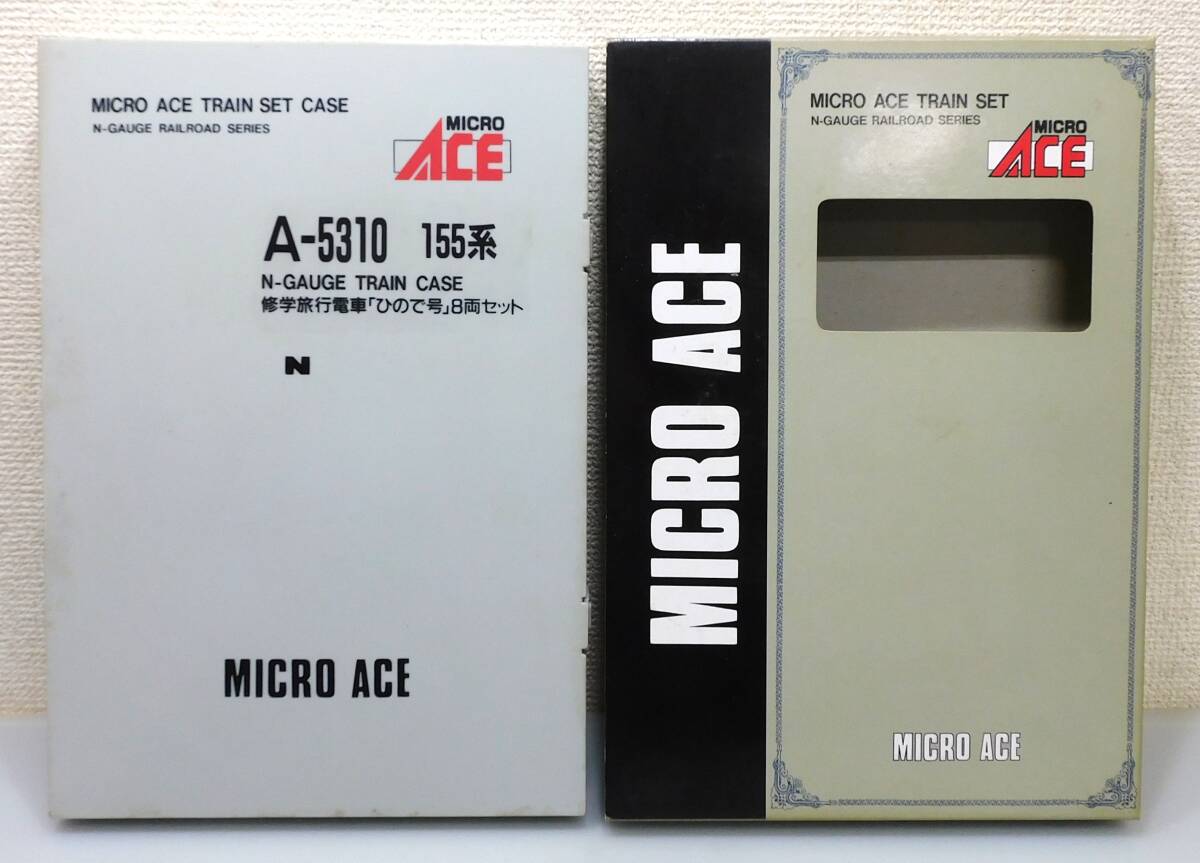 MICRO ACE TRAIN SET CASE
N-GAUGE RAILROAD SERIES
MICRO
ACE
A-5310 155系
N-GAUGE TRAIN CASE
修学旅行電車「ひので号」8両セット
N
MICRO ACE
MICRO ACE
MICRO ACE TRAIN SET
N-GAUGE RAILROAD SERIES
MICRO
ACE
MICRO ACE